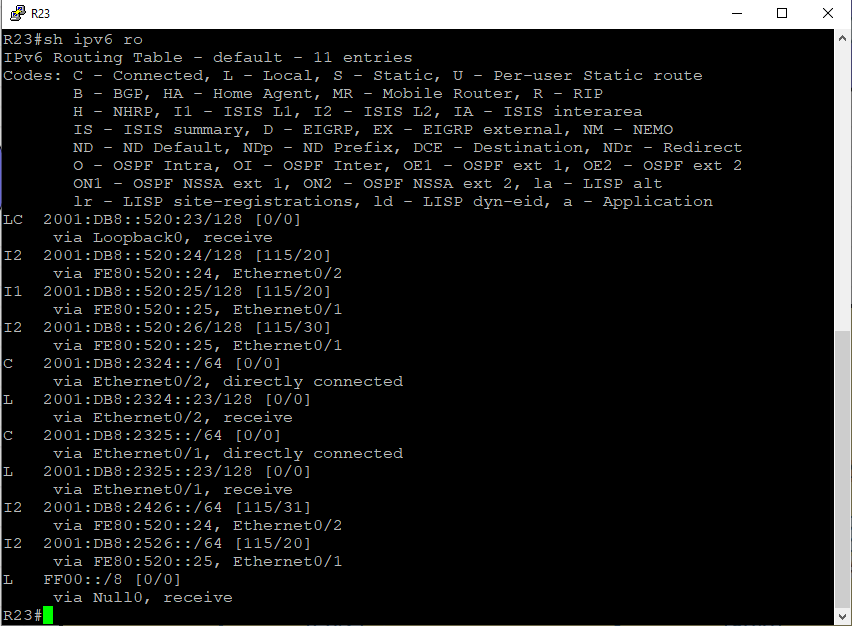 R23
R23#sh ipv6 ro
IPv6 Routing Table - default - 11 entries
Codes: C - Connected, L - Local, S - Static, U - Per-user Static route
       B - BGP, HA - Home Agent, MR - Mobile Router, R - RIP
       H - NHRP, I1 - ISIS L1, I2 - ISIS L2, IA - ISIS interarea
       IS - ISIS summary, D - EIGRP, EX - EIGRP external, NM - NEMO
       ND - ND Default, NDp - ND Prefix, DCE - Destination, NDr - Redirect
       O - OSPF Intra, OI - OSPF Inter, OE1 - OSPF ext 1, OE2 - OSPF ext 2
       ON1 - OSPF NSSA ext 1, ON2 - OSPF NSSA ext 2, la - LISP alt
       lr - LISP site-registrations, ld - LISP dyn-eid, a - Application
LC  2001:DB8::520:23/128 [0/0]
     via Loopback0, receive
I2  2001:DB8::520:24/128 [115/20]
     via FE80:520::24, Ethernet0/2
I1  2001:DB8::520:25/128 [115/20]
     via FE80:520::25, Ethernet0/1
I2  2001:DB8::520:26/128 [115/30]
     via FE80:520::25, Ethernet0/1
C   2001:DB8:2324::/64 [0/0]
     via Ethernet0/2, directly connected
L   2001:DB8:2324::23/128 [0/0]
     via Ethernet0/2, receive
C   2001:DB8:2325::/64 [0/0]
     via Ethernet0/1, directly connected
L   2001:DB8:2325::23/128 [0/0]
     via Ethernet0/1, receive
I2  2001:DB8:2426::/64 [115/31]
     via FE80:520::24, Ethernet0/2
I2  2001:DB8:2526::/64 [115/20]
     via FE80:520::25, Ethernet0/1
L   FF00::/8 [0/0]
     via Null0, receive
R23#